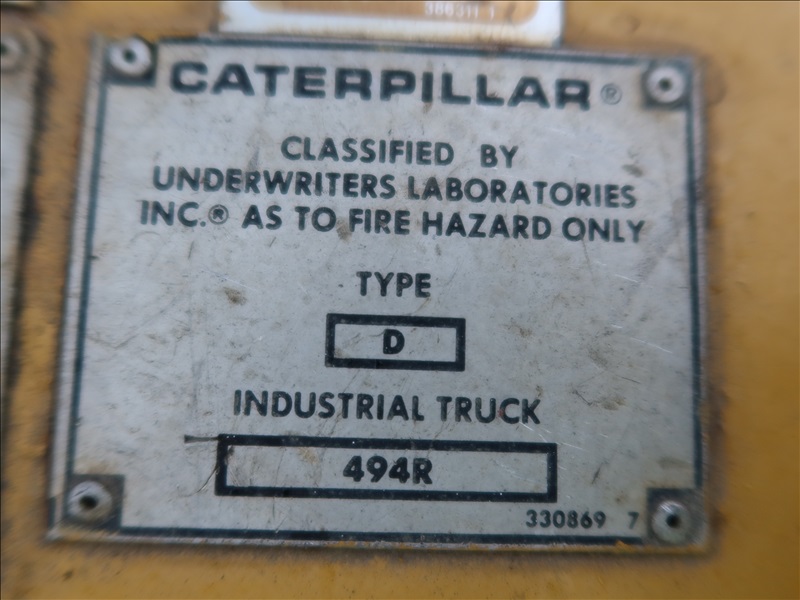 CATERPILLAR®
CLASSIFIED BY
UNDERWRITERS LABORATORIES
INC.® AS TO FIRE HAZARD ONLY
TYPE
D
INDUSTRIAL TRUCK
494R
330869 7